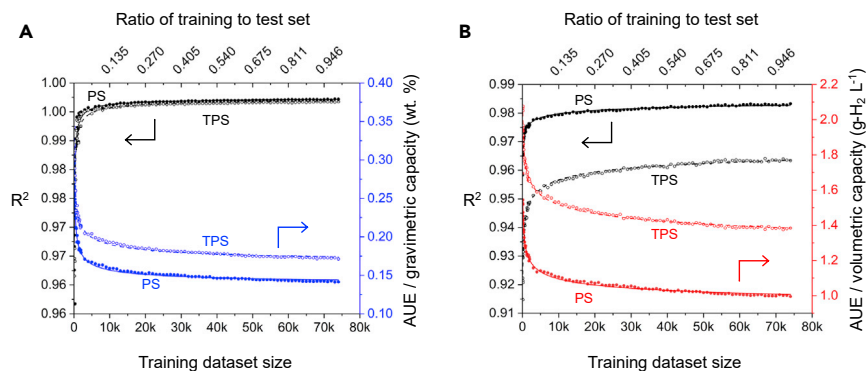 Ratio of training to test set
A
0.135 0.270 0.405 0.540 0.675 0.811 0.946
1.00
1.00
0.99
0.98
0.98
0.97
0.97
0.96
0.96
R²
PS
TPS
TPS
PS
0.40
0.35
0.30
0.25
0.20
0.15
0.10
AUE / gravimetric capacity (wt. %)
0 10k 20k 30k 40k 50k 60k 70k 80k
Training dataset size
Ratio of training to test set
B
0.135 0.270 0.405 0.540 0.675 0.811 0.946
0.99
0.98
0.97
0.96
0.95
0.94
0.93
0.92
0.91
R²
PS
TPS
TPS
PS
2.2
2.0
1.8
1.6
1.4
1.2
1.0
AUE / volumetric capacity (g-H₂ L⁻¹)
0 10k 20k 30k 40k 50k 60k 70k 80k
Training dataset size